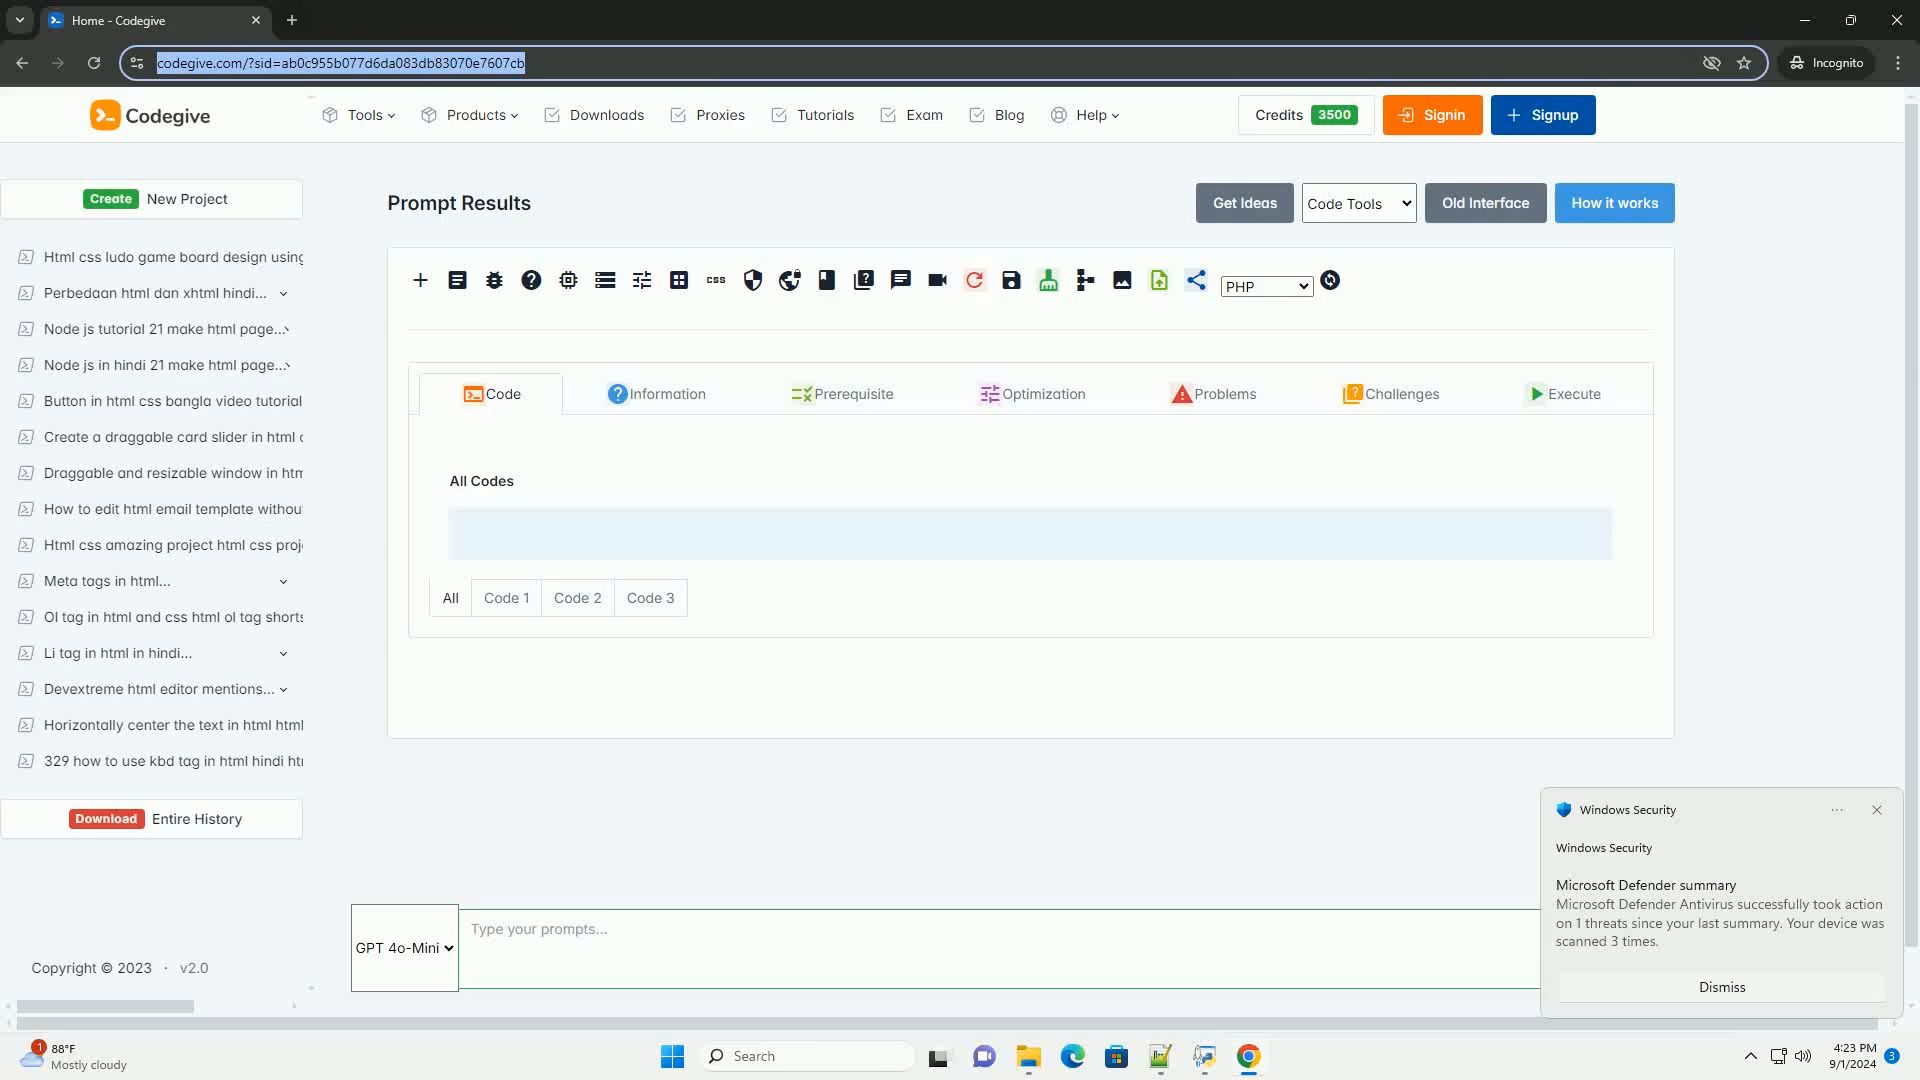 Home - Codegive
codegive.com/?sid=ab0c955b077d6da083db83070e7607cb
Incognito
Codegive
Tools
Products
Downloads
Proxies
Tutorials
Exam
Blog
Help
Credits 3500
Signin
Signup
Create New Project
Prompt Results
Get Ideas
Code Tools
Old Interface
How it works
Html css ludo game board design using
Perbedaan html dan xhtml hindi...
Node js tutorial 21 make html page...
Node js in hindi 21 make html page...
Button in html css bangla video tutorial
Create a draggable card slider in html c
Draggable and resizable window in htm
How to edit html email template withou
Html css amazing project html css proj
Meta tags in html...
Ol tag in html and css html ol tag shorts
Li tag in html in hindi...
Devextreme html editor mentions...
Horizontally center the text in html html
329 how to use kbd tag in html hindi htm
Download Entire History
Copyright © 2023 · v2.0
css
PHP
Code
Information
Prerequisite
Optimization
Problems
Challenges
Execute
All Codes
All
Code 1
Code 2
Code 3
GPT 4o-Mini
Type your prompts...
Windows Security
Windows Security
Microsoft Defender summary
Microsoft Defender Antivirus successfully took action
on 1 threats since your last summary. Your device was
scanned 3 times.
Dismiss
1
88°F
Mostly cloudy
Search
4:23 PM
9/1/2024
3